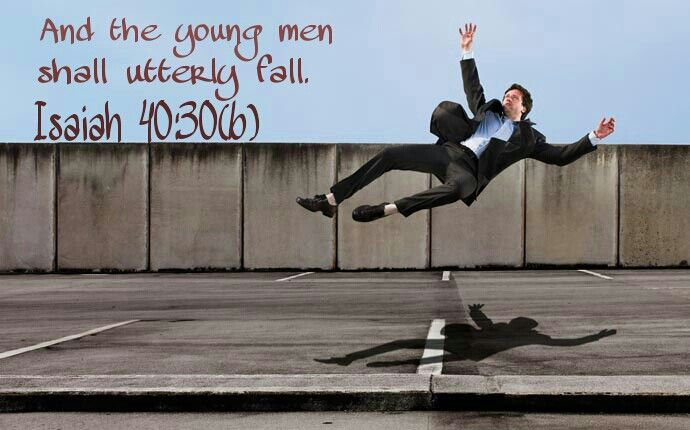 And the young men
shall utterly fall.
Isaiah 40:30(b)